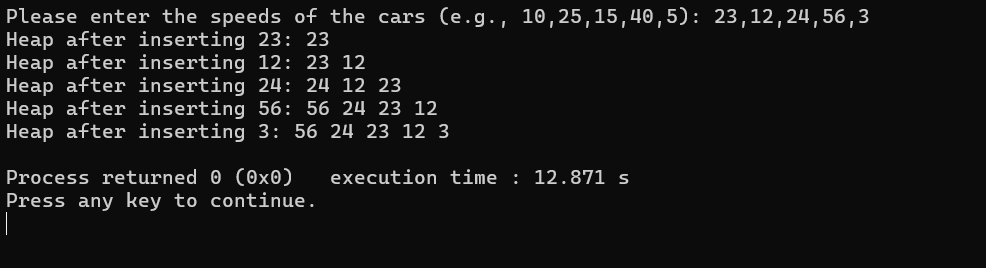 Please enter the speeds of the cars (e.g., 10,25,15,40,5): 23,12,24,56,3
Heap after inserting 23: 23
Heap after inserting 12: 23 12
Heap after inserting 24: 24 12 23
Heap after inserting 56: 56 24 23 12
Heap after inserting 3: 56 24 23 12 3
Process returned 0 (0x0)   execution time : 12.871 s
Press any key to continue.